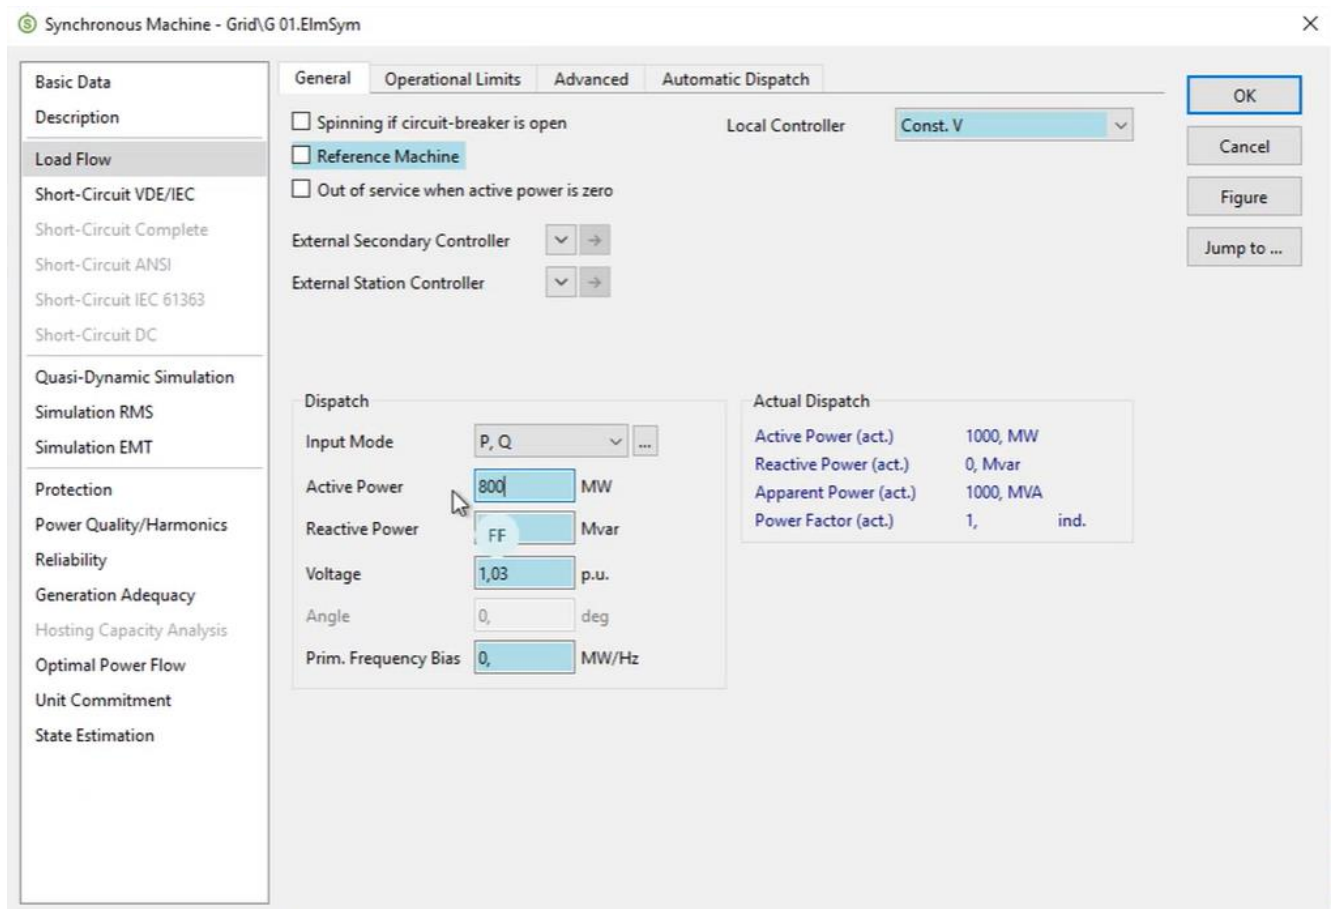 Synchronous Machine - Grid\G 01.ElmSym
Basic Data
Description
Load Flow
Short-Circuit VDE/IEC
Short-Circuit Complete
Short-Circuit ANSI
Short-Circuit IEC 61363
Short-Circuit DC
Quasi-Dynamic Simulation
Simulation RMS
Simulation EMT
Protection
Power Quality/Harmonics
Reliability
Generation Adequacy
Hosting Capacity Analysis
Optimal Power Flow
Unit Commitment
State Estimation
General Operational Limits Advanced Automatic Dispatch
Spinning if circuit-breaker is open
Local Controller Const. V
Reference Machine
Out of service when active power is zero
External Secondary Controller
External Station Controller
Dispatch
Input Mode P, Q ...
Active Power 800 MW
Reactive Power FF Mvar
Voltage 1,03 p.u.
Angle 0, deg
Prim. Frequency Bias 0, MW/Hz
Actual Dispatch
Active Power (act.) 1000, MW
Reactive Power (act.) 0, Mvar
Apparent Power (act.) 1000, MVA
Power Factor (act.) 1, ind.
OK
Cancel
Figure
Jump to ...